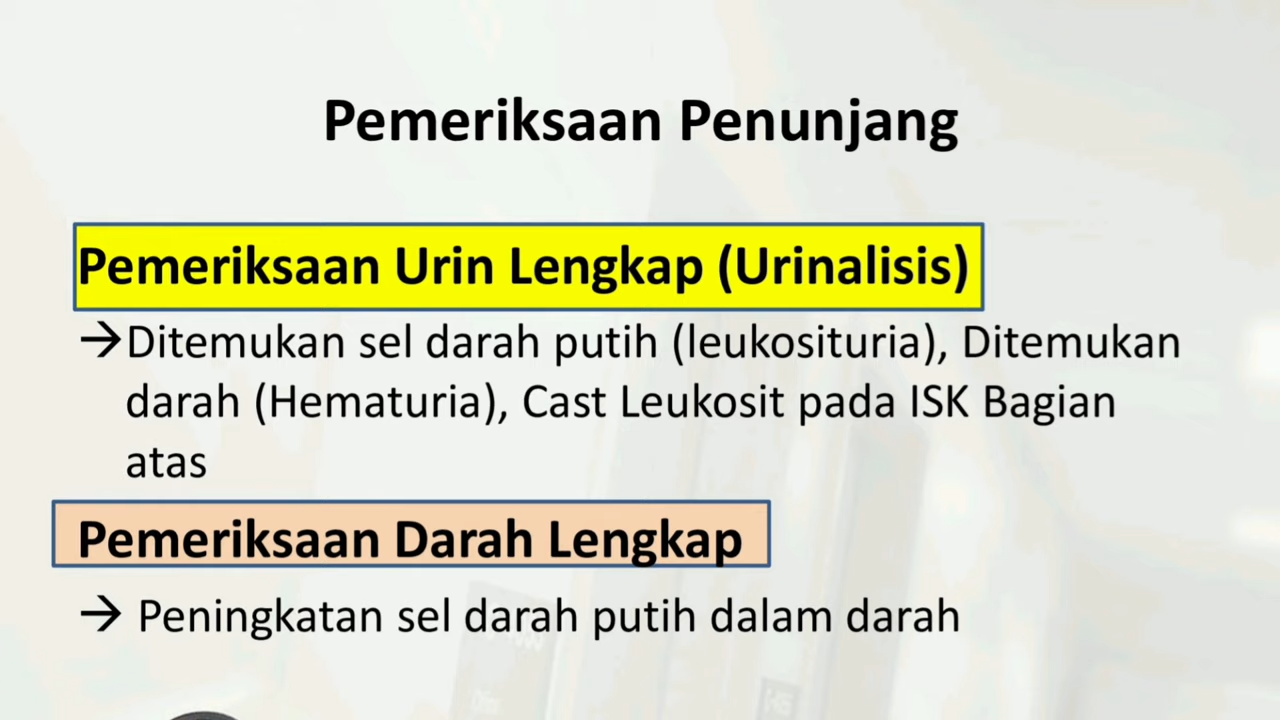 Pemeriksaan Penunjang
Pemeriksaan Urin Lengkap (Urinalisis)
→Ditemukan sel darah putih (leukosituria), Ditemukan
darah (Hematuria), Cast Leukosit pada ISK Bagian
atas
Pemeriksaan Darah Lengkap
→ Peningkatan sel darah putih dalam darah